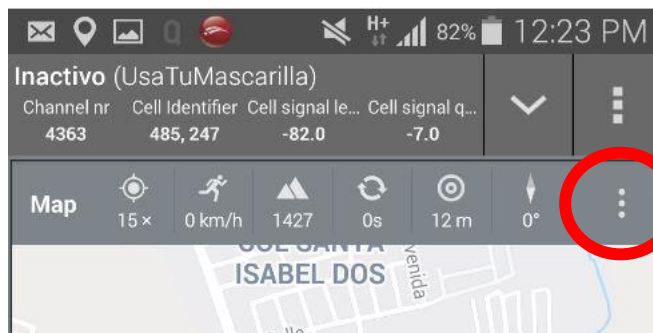 H+ 82% 12:23 PM
Inactivo (UsaTuMascarilla)
Channel nr Cell Identifier Cell signal le... Cell signal q...
4363 485, 247 -82.0 -7.0
Map 15 × 0 km/h 1427 0s 12 m 0°
SANTA
ISABEL DOS
venida